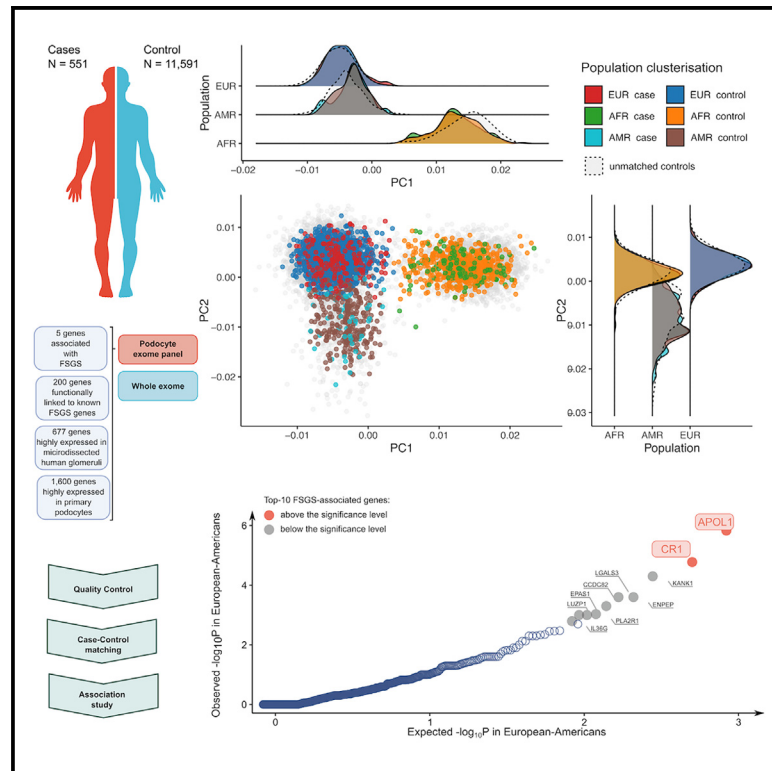 Cases
N = 551
Control
N = 11,591
Population
EUR
AMR
AFR
−0.02
−0.01
0.00
0.01
0.02
PC1
Population clusterisation
EUR case
EUR control
AFR case
AFR control
AMR case
AMR control
unmatched controls
PC2
0.01
0.00
−0.01
−0.02
−0.01
0.00
0.01
0.02
PC1
PC2
0.01
0.00
0.01
0.02
0.03
AFR
AMR
EUR
Population
5 genes
associated
with
FSGS
200 genes
functionally
linked to known
FSGS genes
677 genes
highly expressed in
micirodissected
human glomeruli
1,600 genes
highly expressed
in primary
podocytes
Podocyte
exome panel
Whole exome
Quality Control
Case-Control
matching
Association
study
Top-10 FSGS-associated genes:
above the significance level
below the significance level
APOL1
CR1
KANK1
LGALS3
ENPEP
CCDC82
PLA2R1
EPAS1
IL36G
LUZP1
Observed -log10P in European-Americans
6
4
2
0
0
1
2
3
Expected -log10P in European-Americans